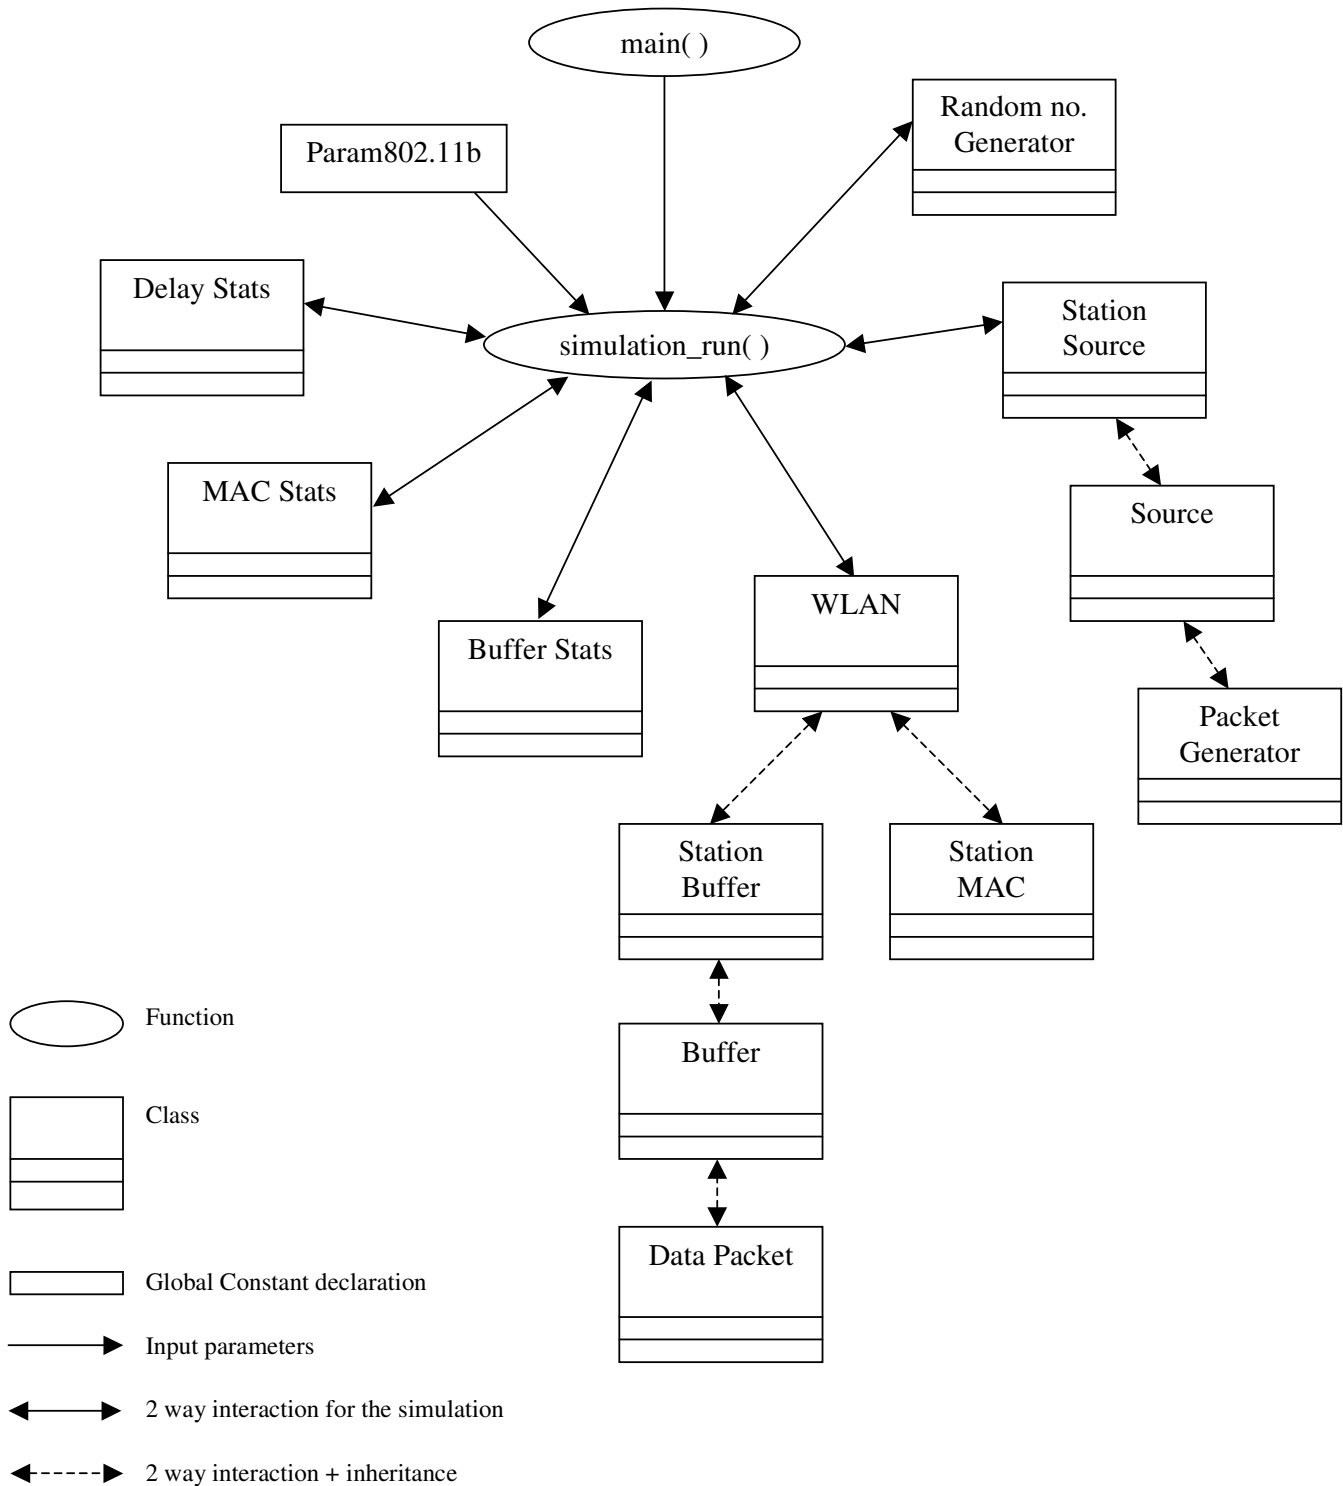 main( )
Random no.
Generator
Param802.11b
Delay Stats
Station
Source
simulation_run( )
MAC Stats
Source
WLAN
Buffer Stats
Packet
Generator
Station
Buffer
Station
MAC
Function
Buffer
Class
Data Packet
Global Constant declaration
Input parameters
2 way interaction for the simulation
2 way interaction + inheritance